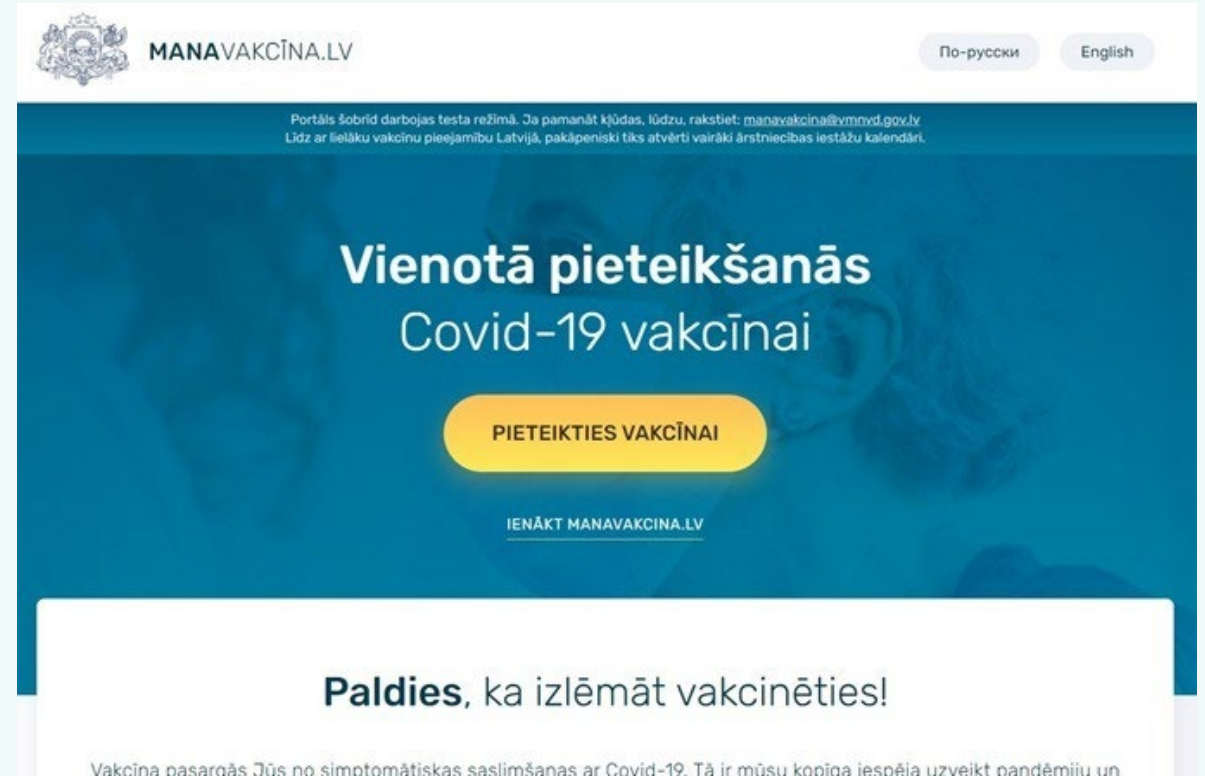 MANAVAKCĪNA.LV
По-русски
English
Portāls šobrīd darbojas testa režīmā. Ja pamanāt kļūdas, lūdzu, rakstiet: manavakcina@vmnvd.gov.lv
Līdz ar lielāku vakcīnu pieejamību Latvijā, pakāpeniski tiks atvērti vairāki ārstniecības iestāžu kalendāri.
Vienotā pieteikšanās
Covid-19 vakcīnai
PIETEIKTIES VAKCĪNAI
IENĀKT MANAVAKCINA.LV
Paldies, ka izlēmāt vakcinēties!
Vakcīna pasargās Jūs no simptomātiskas saslimšanas ar Covid-19. Tā ir mūsu kopīga iespēja uzveikt pandēmiju un